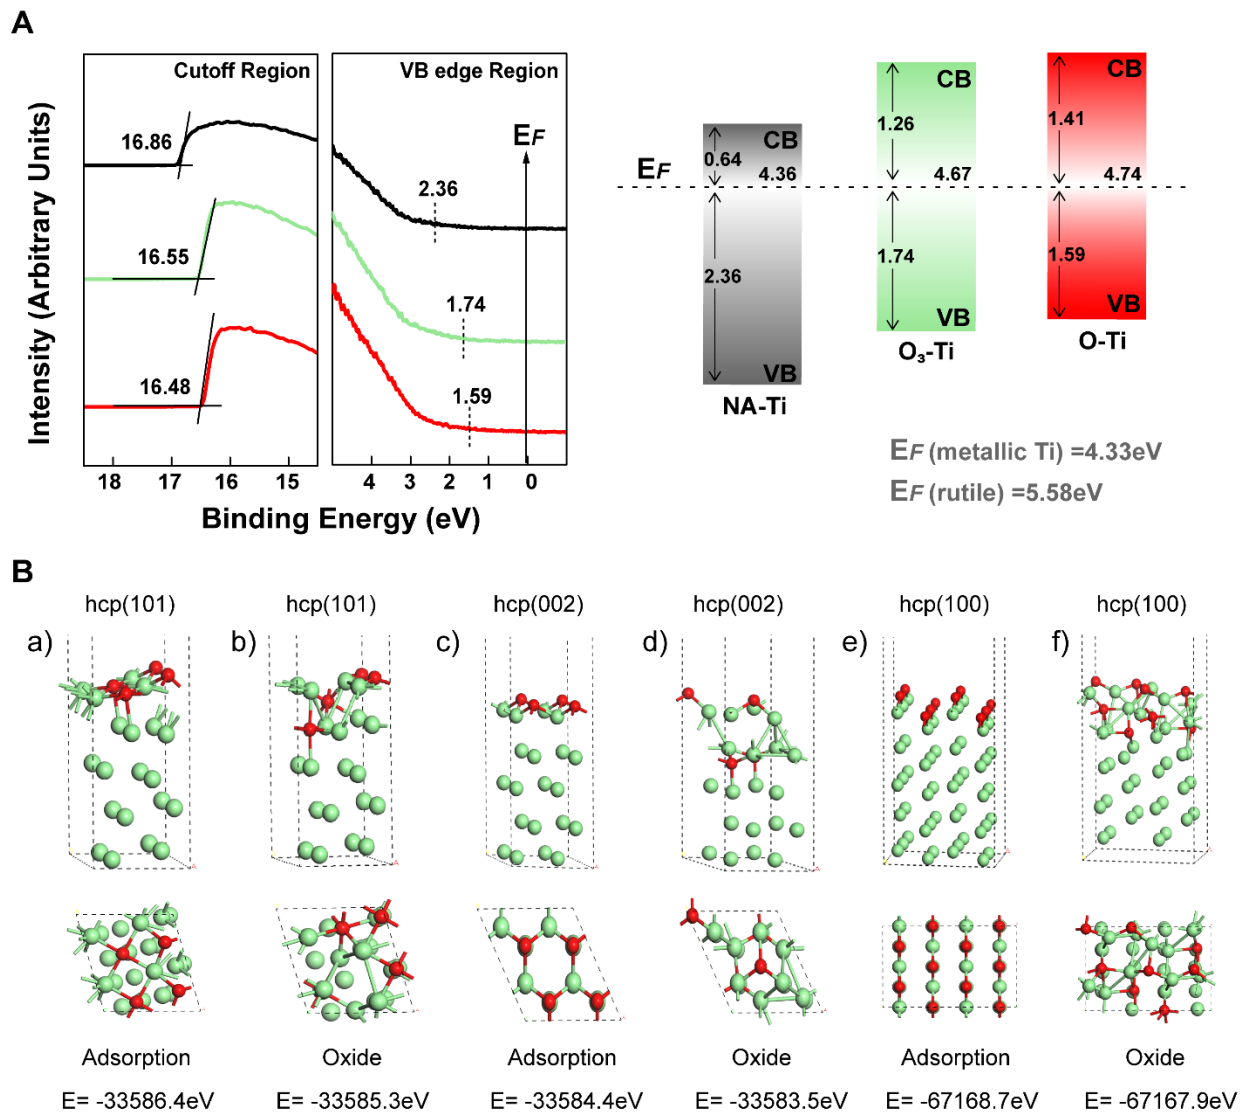 A
Intensity (Arbitrary Units)
Cutoff Region
VB edge Region
16.86
16.55
16.48
EF
2.36
1.74
1.59
18 17 16 15
4 3 2 1 0
Binding Energy (eV)
EF
CB
0.64
4.36
2.36
VB
NA-Ti
CB
1.26
4.67
1.74
VB
O₃-Ti
CB
1.41
4.74
1.59
VB
O-Ti
EF (metallic Ti) =4.33eV
EF (rutile) =5.58eV
B
hcp(101) hcp(101) hcp(002) hcp(002) hcp(100) hcp(100)
a) b) c) d) e) f)
Adsorption Oxide Adsorption Oxide Adsorption Oxide
E= -33586.4eV E= -33585.3eV E= -33584.4eV E= -33583.5eV E= -67168.7eV E= -67167.9eV